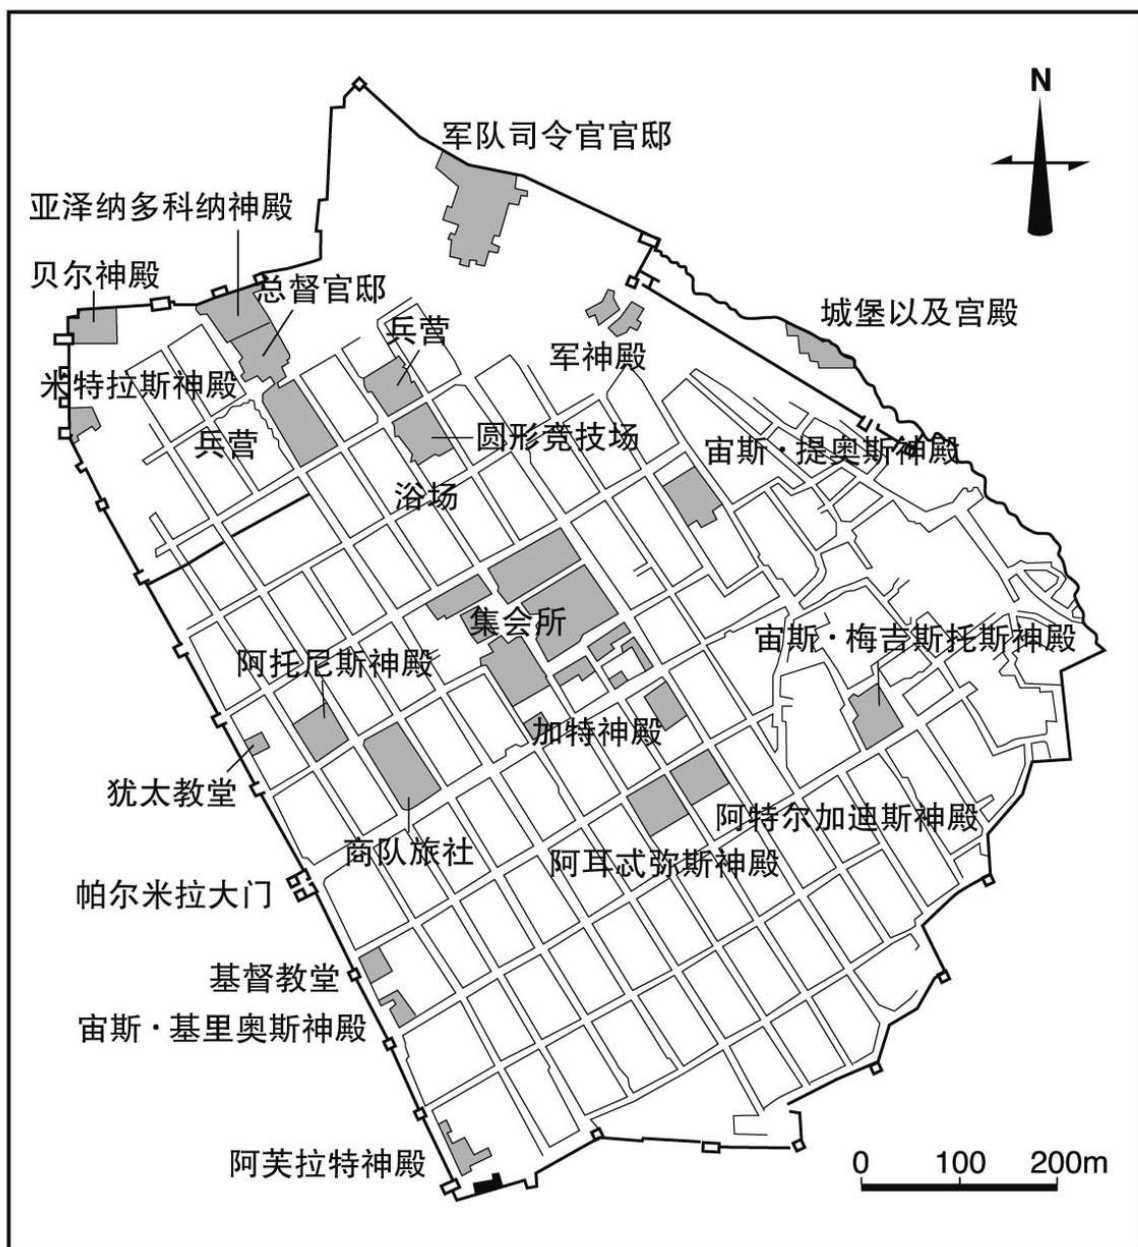 N
军队司令官官邸
亚泽纳多科纳神殿
贝尔神殿
总督官邸
城堡以及宫殿
兵营
军神殿
米特拉斯神殿
兵营
圆形竞技场
宙斯·提奥斯神殿
浴场
集会所
宙斯·梅吉斯托斯神殿
阿托尼斯神殿
加特神殿
犹太教堂
阿特尔加迪斯神殿
商队旅社
阿耳忒弥斯神殿
帕尔米拉大门
基督教堂
宙斯·基里奥斯神殿
阿芙拉特神殿
0 100 200m